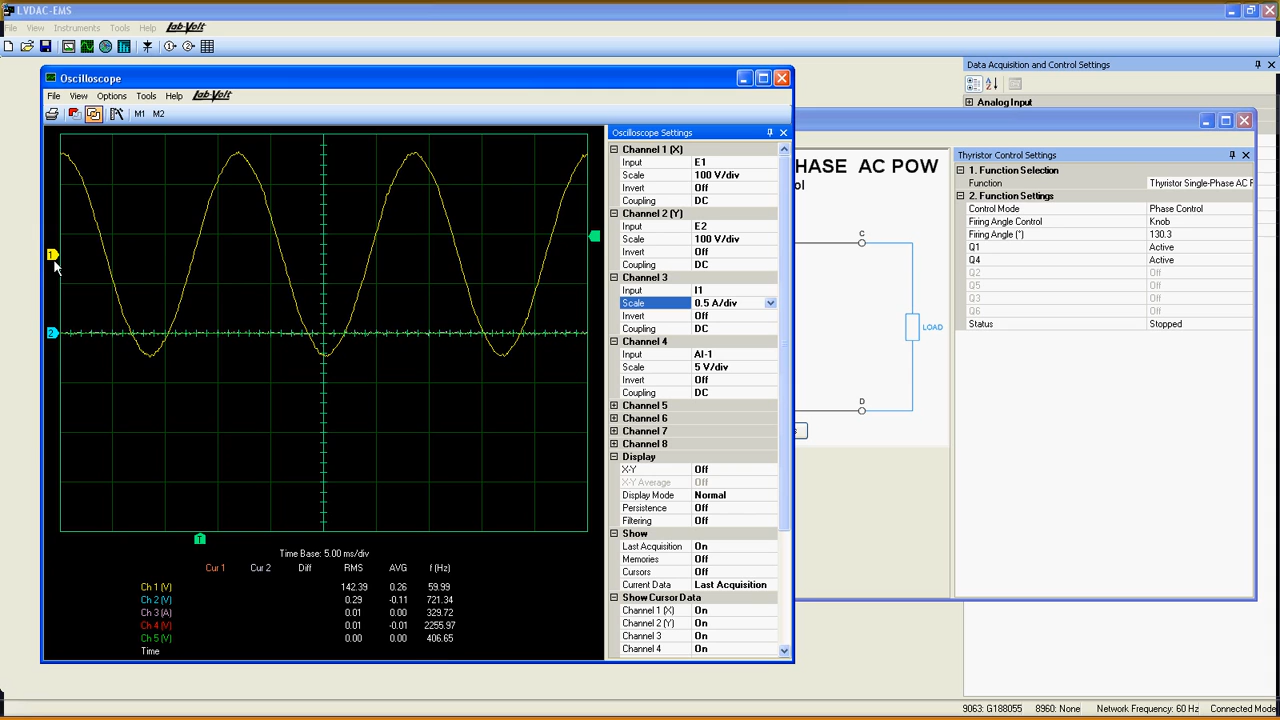 LVDAC-EMS
File View Instruments Tools Help Lab-Volt
Data Acquisition and Control Settings
Analog Input
Oscilloscope
File View Options Tools Help Lab-Volt
M1 M2
Oscilloscope Settings
Channel 1 (X)
Input E1
Scale 100 V/div
Invert Off
Coupling DC
Channel 2 (Y)
Input E2
Scale 100 V/div
Invert Off
Coupling DC
Channel 3
Input I1
Scale 0.5 A/div
Invert Off
Coupling DC
Channel 4
Input AI-1
Scale 5 V/div
Invert Off
Coupling DC
Channel 5
Channel 6
Channel 7
Channel 8
Display
X-Y Off
X-Y Average Off
Display Mode Normal
Persistence Off
Filtering Off
Show
Last Acquisition On
Memories Off
Cursors Off
Current Data Last Acquisition
Show Cursor Data
Channel 1 (X) On
Channel 2 (Y) On
Channel 3 On
Channel 4 On
1
2
T
Time Base: 5.00 ms/div
Cur 1 Cur 2 Diff RMS AVG f (Hz)
Ch 1 (V) 142.39 0.26 59.99
Ch 2 (V) 0.29 -0.11 721.34
Ch 3 (A) 0.01 0.00 329.72
Ch 4 (V) 0.01 -0.01 2255.97
Ch 5 (V) 0.00 0.00 406.65
Time
HASE AC POW
ol
C
LOAD
D
Thyristor Control Settings
1. Function Selection
Function Thyristor Single-Phase AC P
2. Function Settings
Control Mode Phase Control
Firing Angle Control Knob
Firing Angle (°) 130.3
Q1 Active
Q4 Active
Q2 Off
Q5 Off
Q3 Off
Q6 Off
Status Stopped
9063: G188055 8960: None Network Frequency: 60 Hz Connected Mode